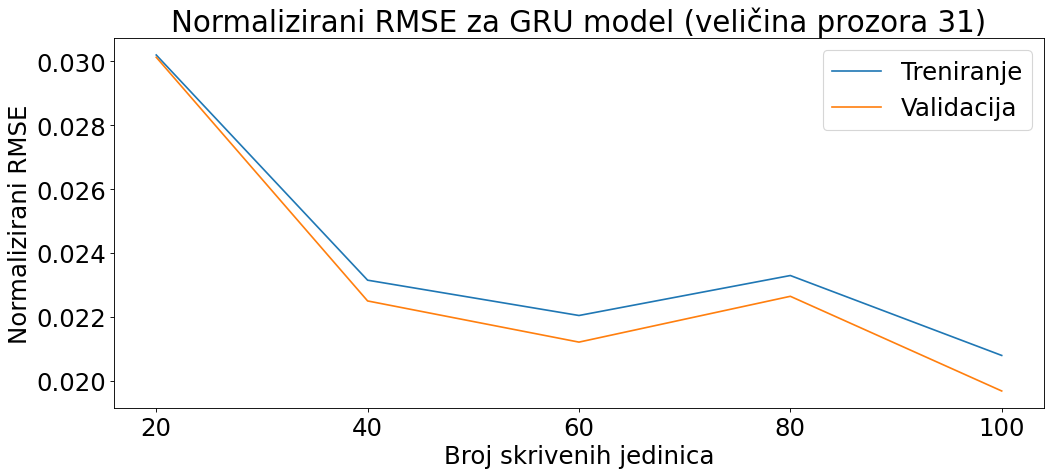 Normalizirani RMSE za GRU model (veličina prozora 31)
Treniranje
Validacija
Normalizirani RMSE
0.030
0.028
0.026
0.024
0.022
0.020
20 40 60 80 100
Broj skrivenih jedinica